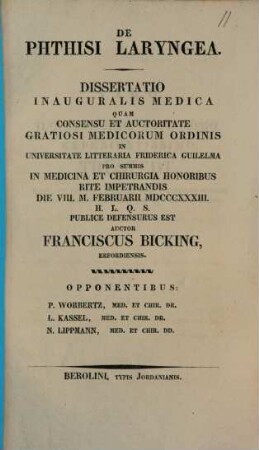 11
DE
PHTHISI LARYNGEA.
DISSERTATIO
INAUGURALIS MEDICA
QUAM
CONSENSU ET AUCTORITATE
GRATIOSI MEDICORUM ORDINIS
IN
UNIVERSITATE LITTERARIA FRIDERICA GUILELMA
PRO SUMMIS
IN MEDICINA ET CHIRURGIA HONORIBUS
RITE IMPETRANDIS
DIE VIII. M. FEBRUARII MDCCCXXXIII.
H. L. Q. S.
PUBLICE DEFENSURUS EST
AUCTOR
FRANCISCUS BICKING,
ERFORDIENSIS.
OPPONENTIBUS:
P. WORBERTZ, MED. ET CHIR. DR.
L. KASSEL, MED. ET CHIR. DR.
N. LIPPMANN, MED. ET CHIR. DD.
BEROLINI, TYPIS JORDANIANIS.